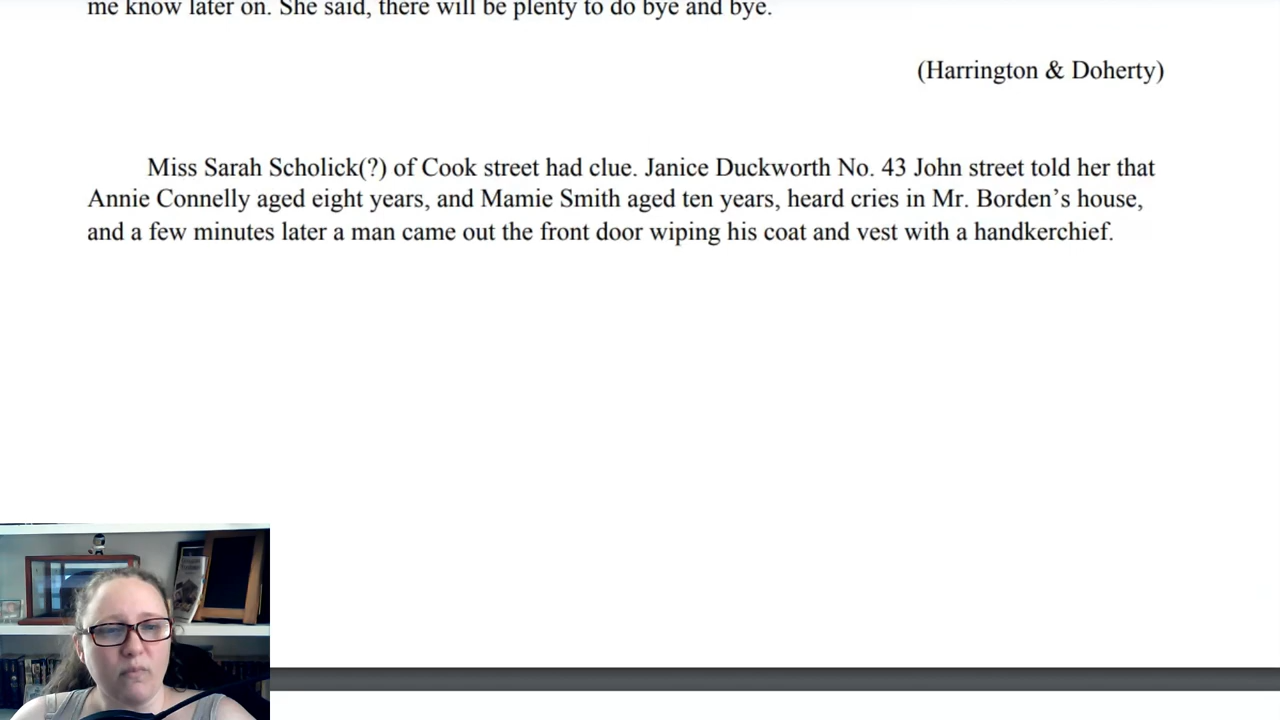 me know later on. She said, there will be plenty to do bye and bye.
(Harrington & Doherty)
Miss Sarah Scholick(?) of Cook street had clue. Janice Duckworth No. 43 John street told her that
Annie Connelly aged eight years, and Mamie Smith aged ten years, heard cries in Mr. Borden’s house,
and a few minutes later a man came out the front door wiping his coat and vest with a handkerchief.